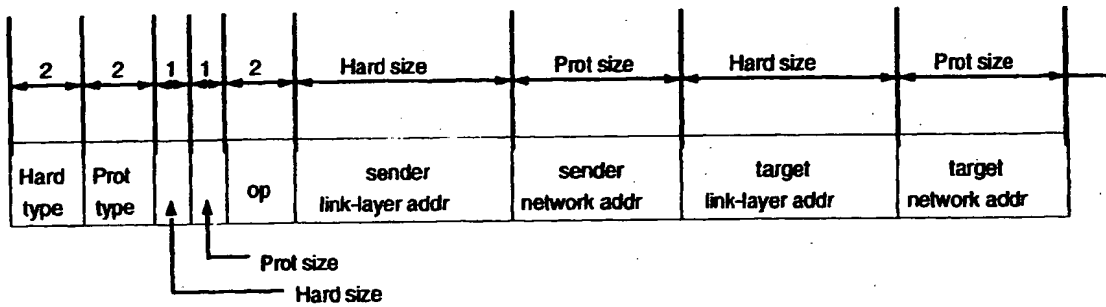 2 2 1 1 2 Hard size Prot size Hard size Prot size
Hard type Prot type op sender link-layer addr sender network addr target link-layer addr target network addr
Prot size
Hard size